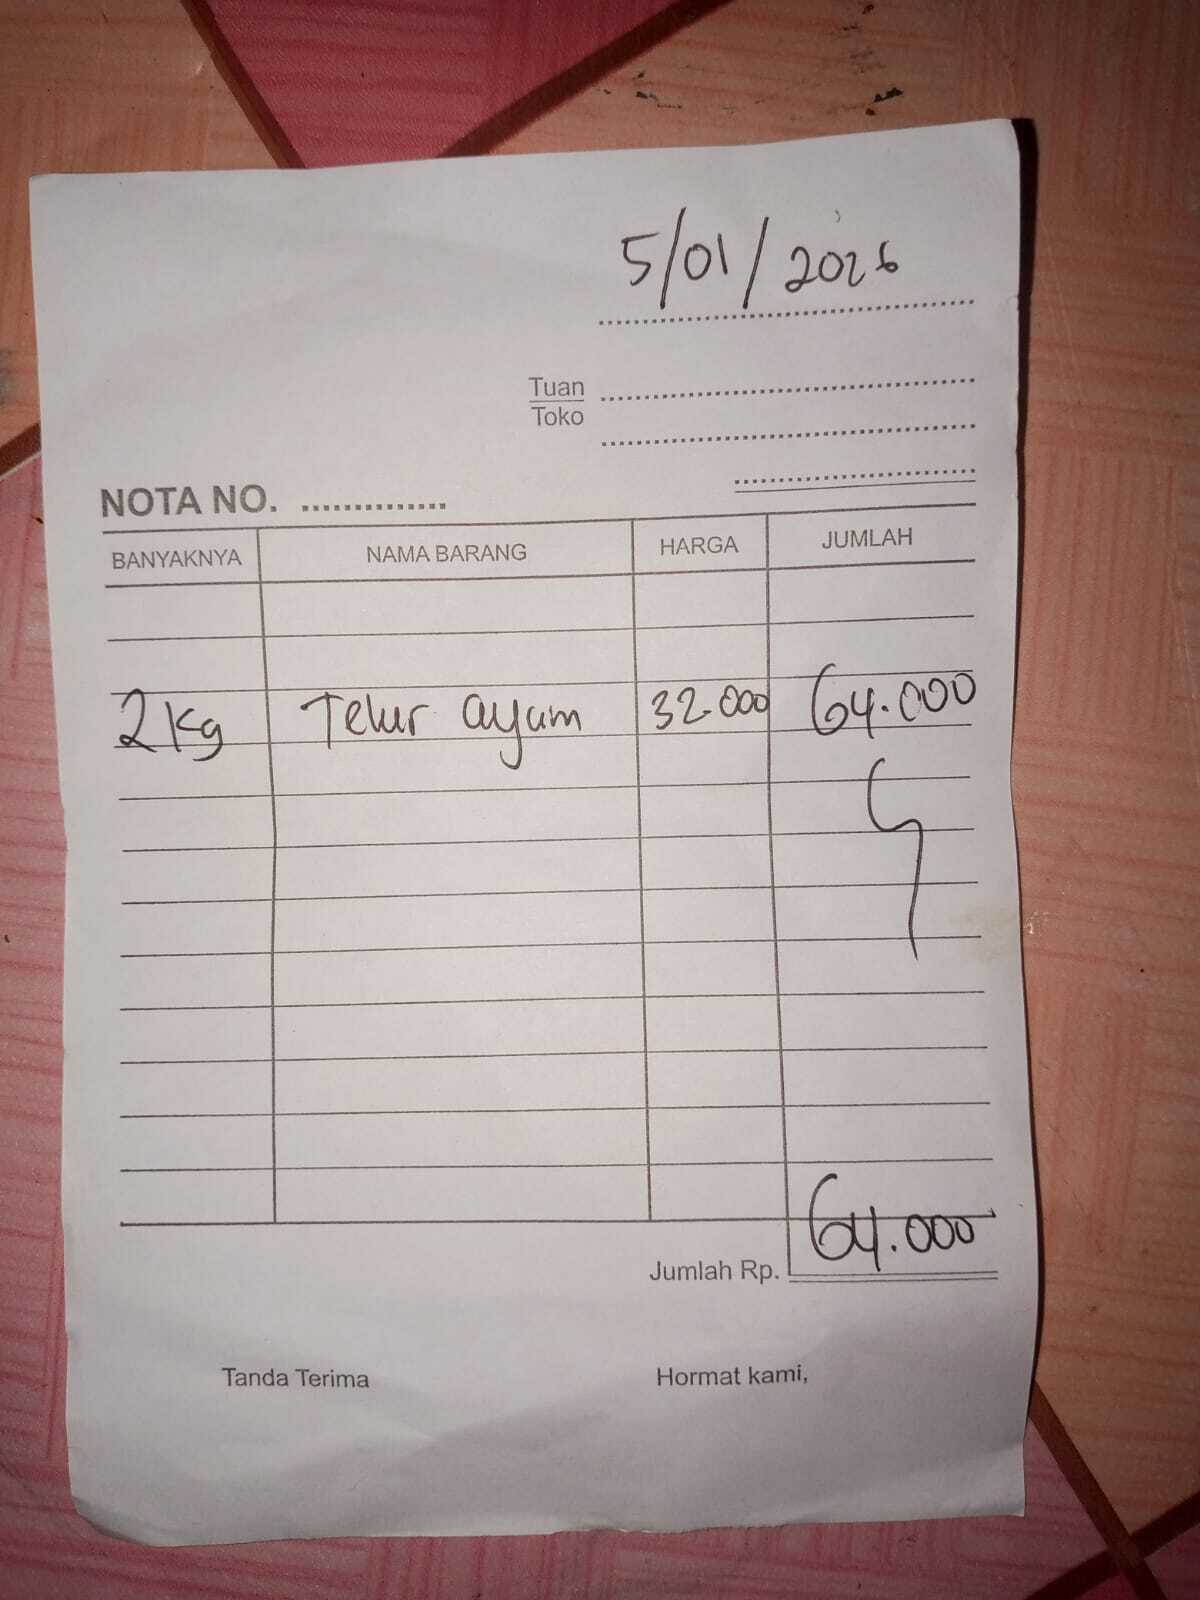 5/01/2026
Tuan
Toko
NOTA NO. ..............
BANYAKNYA NAMA BARANG HARGA JUMLAH
2 Kg Telur ayam 32.000 64.000
Jumlah Rp. 64.000
Tanda Terima Hormat kami,